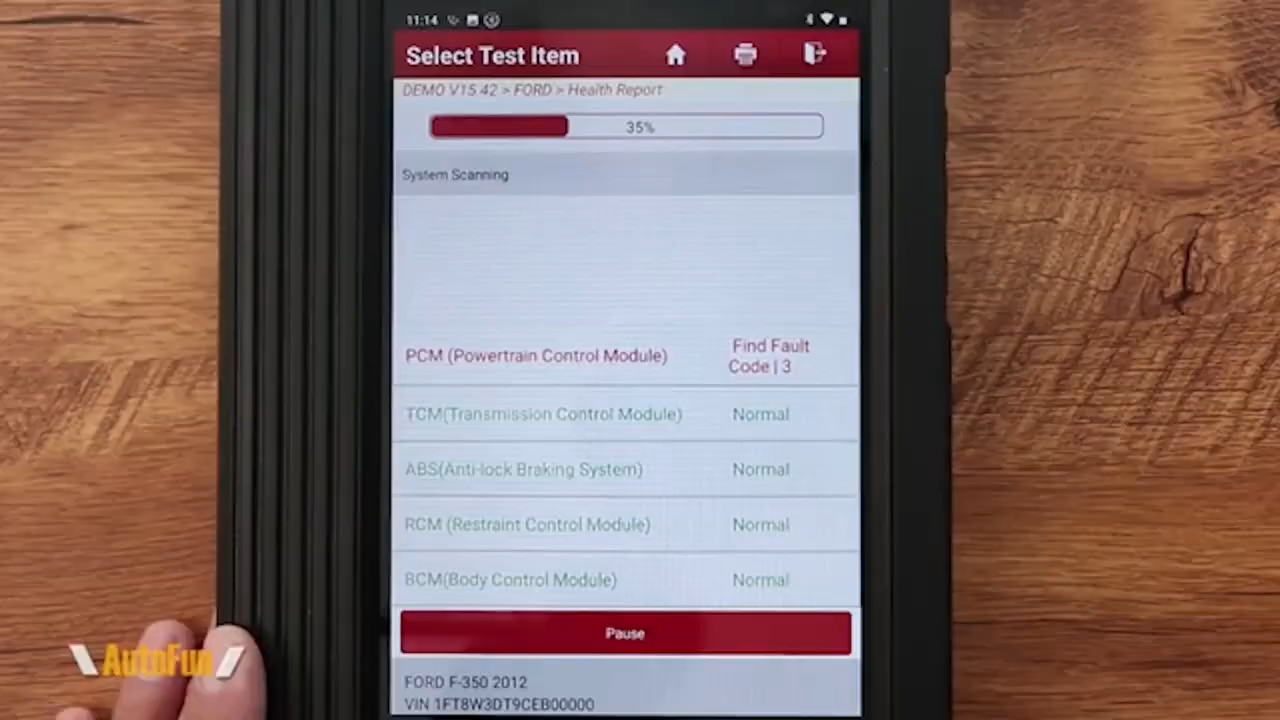 11:14
Select Test Item
DEMO V15.42 > FORD > Health Report
35%
System Scanning
PCM (Powertrain Control Module) Find Fault
Code | 3
TCM(Transmission Control Module) Normal
ABS(Anti-lock Braking System) Normal
RCM (Restraint Control Module) Normal
BCM(Body Control Module) Normal
Pause
FORD F-350 2012
VIN 1FT8W3DT9CEB00000
AutoFun